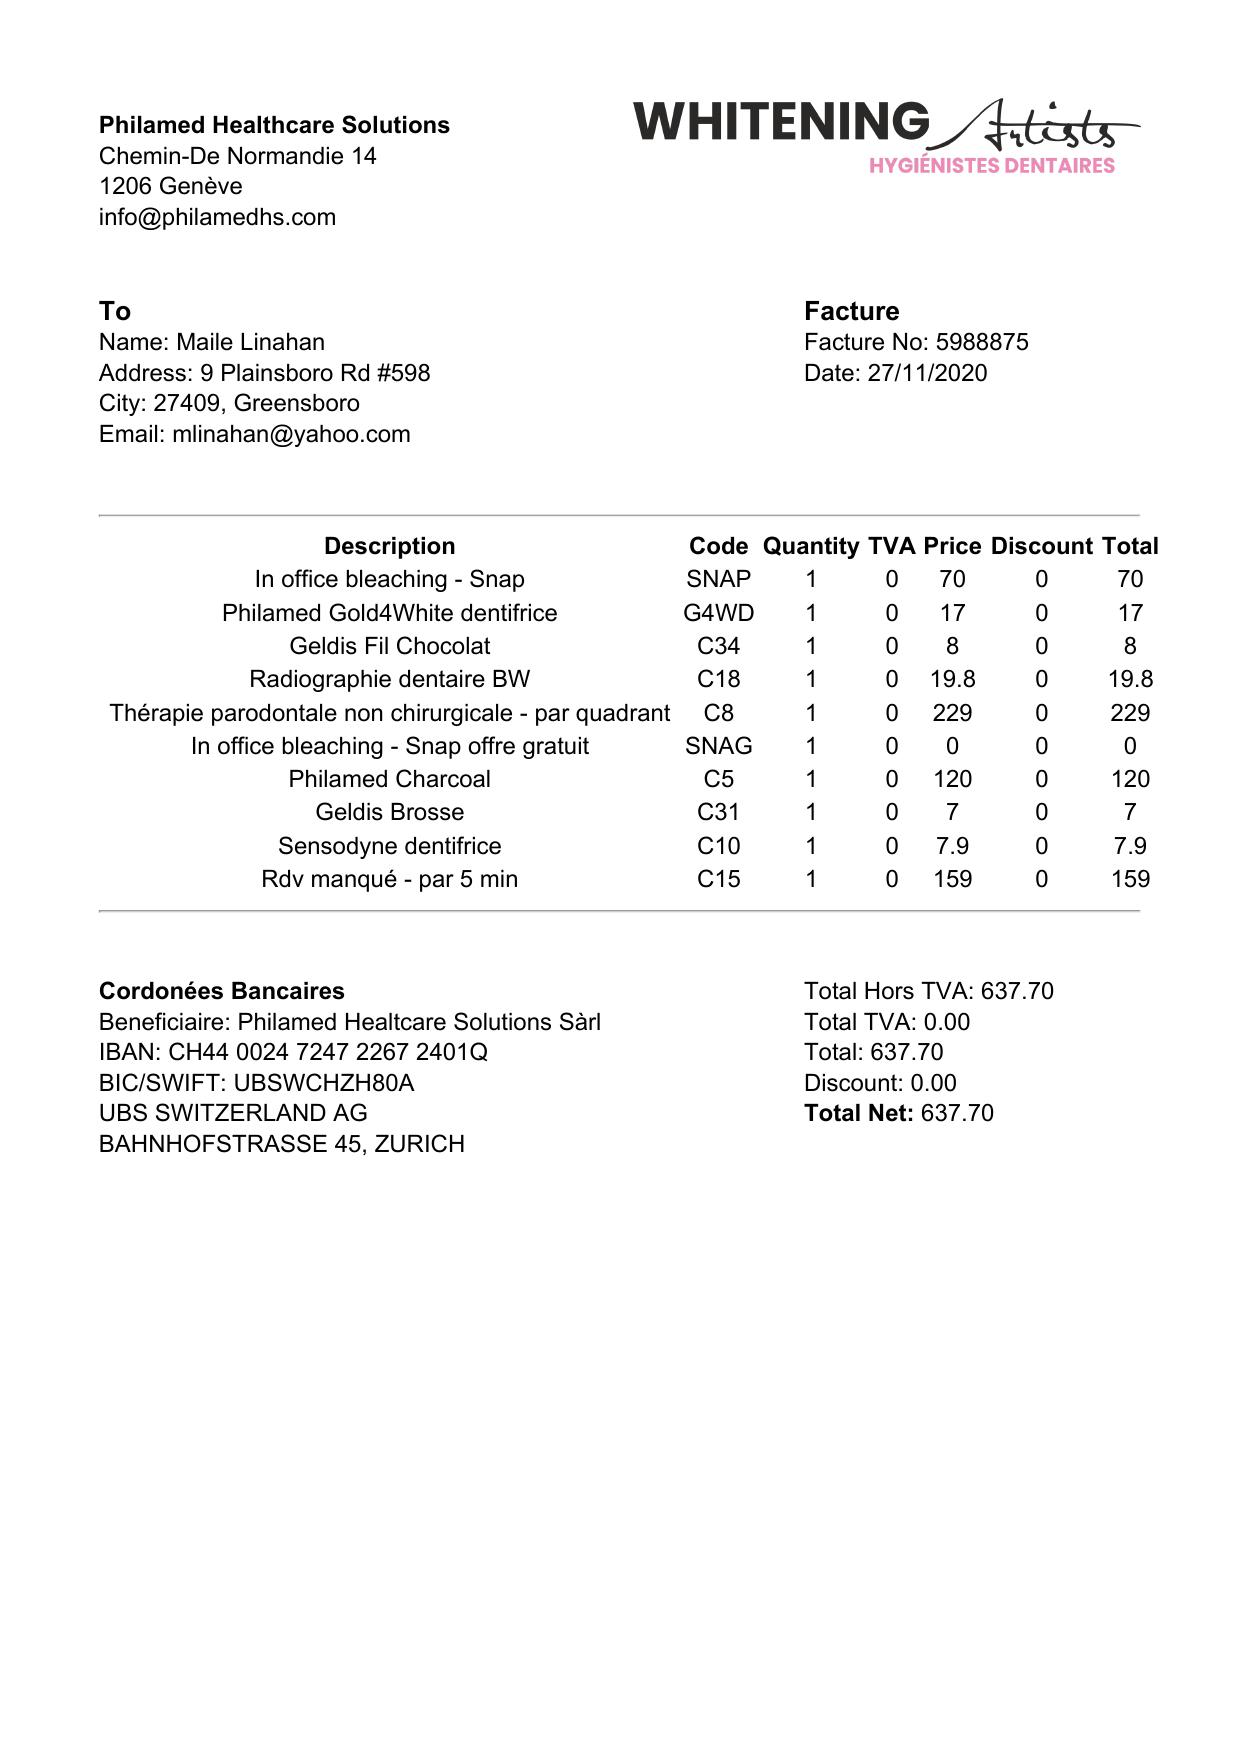 Philamed Healthcare Solutions
Chemin-De Normandie 14
1206 Genève
info@philamedhs.com
WHITENING Artists
HYGIÉNISTES DENTAIRES
To
Name: Maile Linahan
Address: 9 Plainsboro Rd #598
City: 27409, Greensboro
Email: mlinahan@yahoo.com
Facture
Facture No: 5988875
Date: 27/11/2020
Description Code Quantity TVA Price Discount Total
In office bleaching - Snap SNAP 1 0 70 0 70
Philamed Gold4White dentifrice G4WD 1 0 17 0 17
Geldis Fil Chocolat C34 1 0 8 0 8
Radiographie dentaire BW C18 1 0 19.8 0 19.8
Thérapie parodontale non chirurgicale - par quadrant C8 1 0 229 0 229
In office bleaching - Snap offre gratuit SNAG 1 0 0 0 0
Philamed Charcoal C5 1 0 120 0 120
Geldis Brosse C31 1 0 7 0 7
Sensodyne dentifrice C10 1 0 7.9 0 7.9
Rdv manqué - par 5 min C15 1 0 159 0 159
Cordonées Bancaires
Beneficiaire: Philamed Healtcare Solutions Sàrl
IBAN: CH44 0024 7247 2267 2401Q
BIC/SWIFT: UBSWCHZH80A
UBS SWITZERLAND AG
BAHNHOFSTRASSE 45, ZURICH
Total Hors TVA: 637.70
Total TVA: 0.00
Total: 637.70
Discount: 0.00
Total Net: 637.70